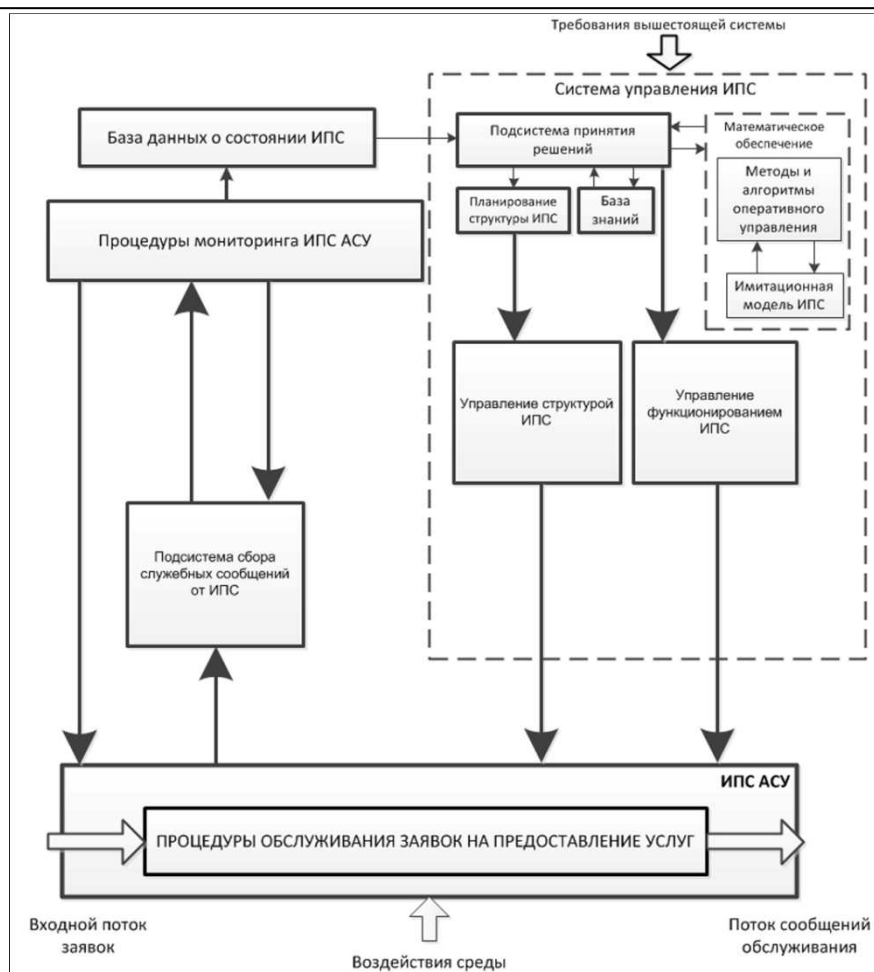 Требования вышестоящей системы
Система управления ИПС
База данных о состоянии ИПС
Подсистема принятия
решений
Математическое
обеспечение
Методы и
алгоритмы
оперативного
управления
Планирование
структуры ИПС
База
знаний
Процедуры мониторинга ИПС АСУ
Имитационная
модель ИПС
Управление структурой
ИПС
Управление
функционированием
ИПС
Подсистема сбора
служебных сообщений
от ИПС
ИПС АСУ
ПРОЦЕДУРЫ ОБСЛУЖИВАНИЯ ЗАЯВОК НА ПРЕДОСТАВЛЕНИЕ УСЛУГ
Входной поток
заявок
Воздействия среды
Поток сообщений
обслуживания